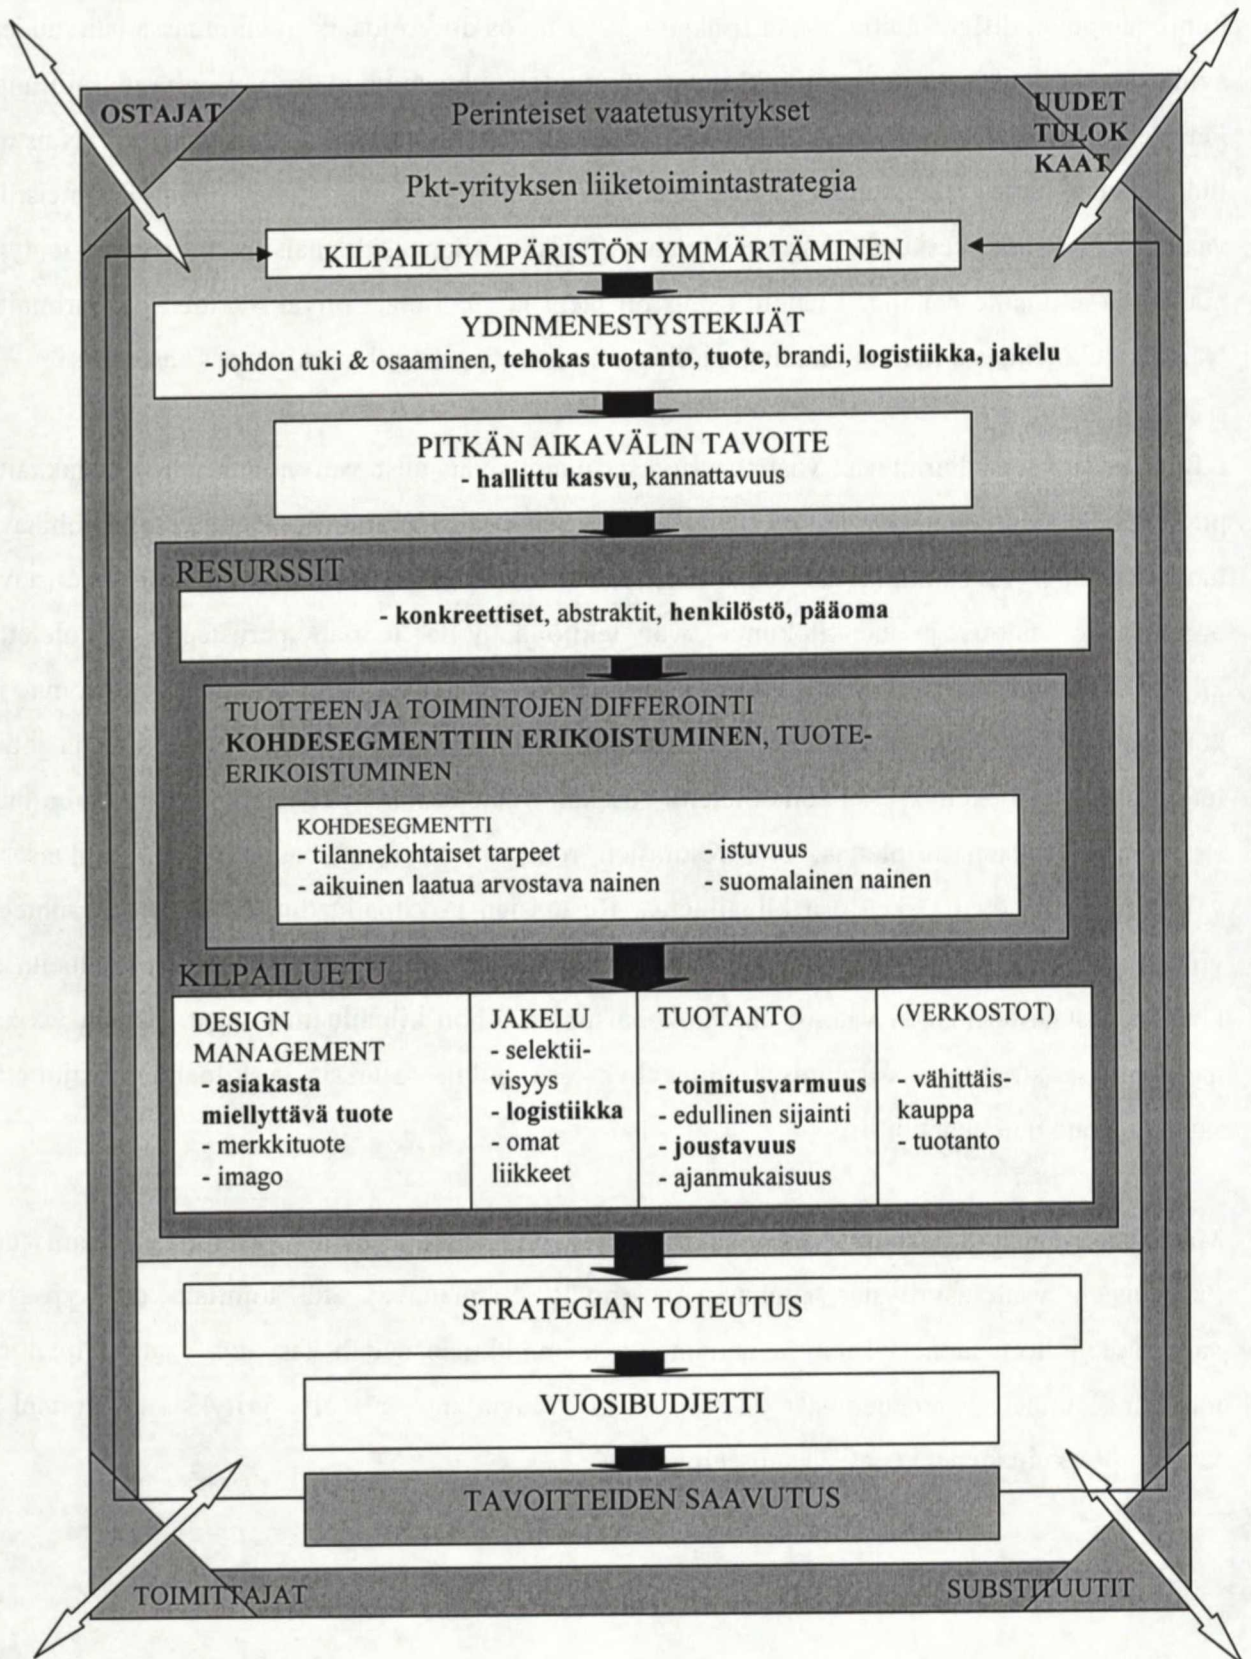 OSTAJAT
Perinteiset vaatetusyritykset
UUDET
TULOK
KAAT
Pkt-yrityksen liiketoimintastrategia
KILPAILUYMPÄRISTÖN YMMÄRTÄMINEN
YDINMENESTYSTEKIJÄT
- johdon tuki & osaaminen, tehokas tuotanto, tuote, brandi, logistiikka, jakelu
PITKÄN AIKAVÄLIN TAVOITE
- hallittu kasvu, kannattavuus
RESURSSIT
- konkreettiset, abstraktit, henkilöstö, pääoma
TUOTTEEN JA TOIMINTOJEN DIFFEROINTI
KOHDESEGMENTTIIN ERIKOISTUMINEN, TUOTE-
ERIKOISTUMINEN
KOHDESEGMENTTI
- tilannekohtaiset tarpeet
- istuvuus
- aikuinen laatua arvostava nainen
- suomalainen nainen
KILPAILUETU
DESIGN
MANAGEMENT
- asiakasta
miellyttävä tuote
- merkkituote
- imago
JAKELU
- selektii-
visyys
- logistiikka
- omat
liikkeet
TUOTANTO
- toimitusvarmuus
- edullinen sijainti
- joustavuus
- ajanmukaisuus
(VERKOSTOT)
- vähittäis-
kauppa
- tuotanto
STRATEGIAN TOTEUTUS
VUOSIBUDJETTI
TAVOITTEIDEN SAAVUTUS
TOIMITTAJAT
SUBSTITUUTIT